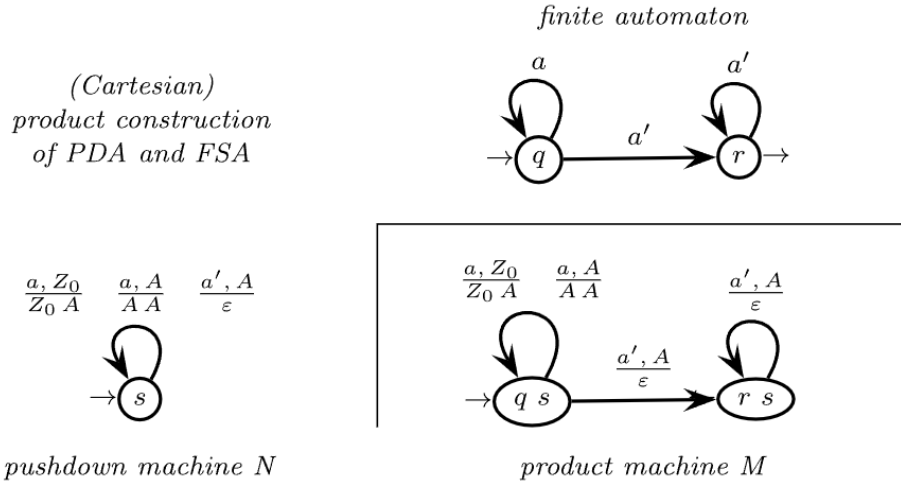 finite automaton
(Cartesian)
product construction
of PDA and FSA
a
a′
a′
q
r
a, Z₀ / Z₀ A
a, A / A A
a′, A / ε
s
pushdown machine N
a, Z₀ / Z₀ A
a, A / A A
a′, A / ε
a′, A / ε
q s
r s
product machine M